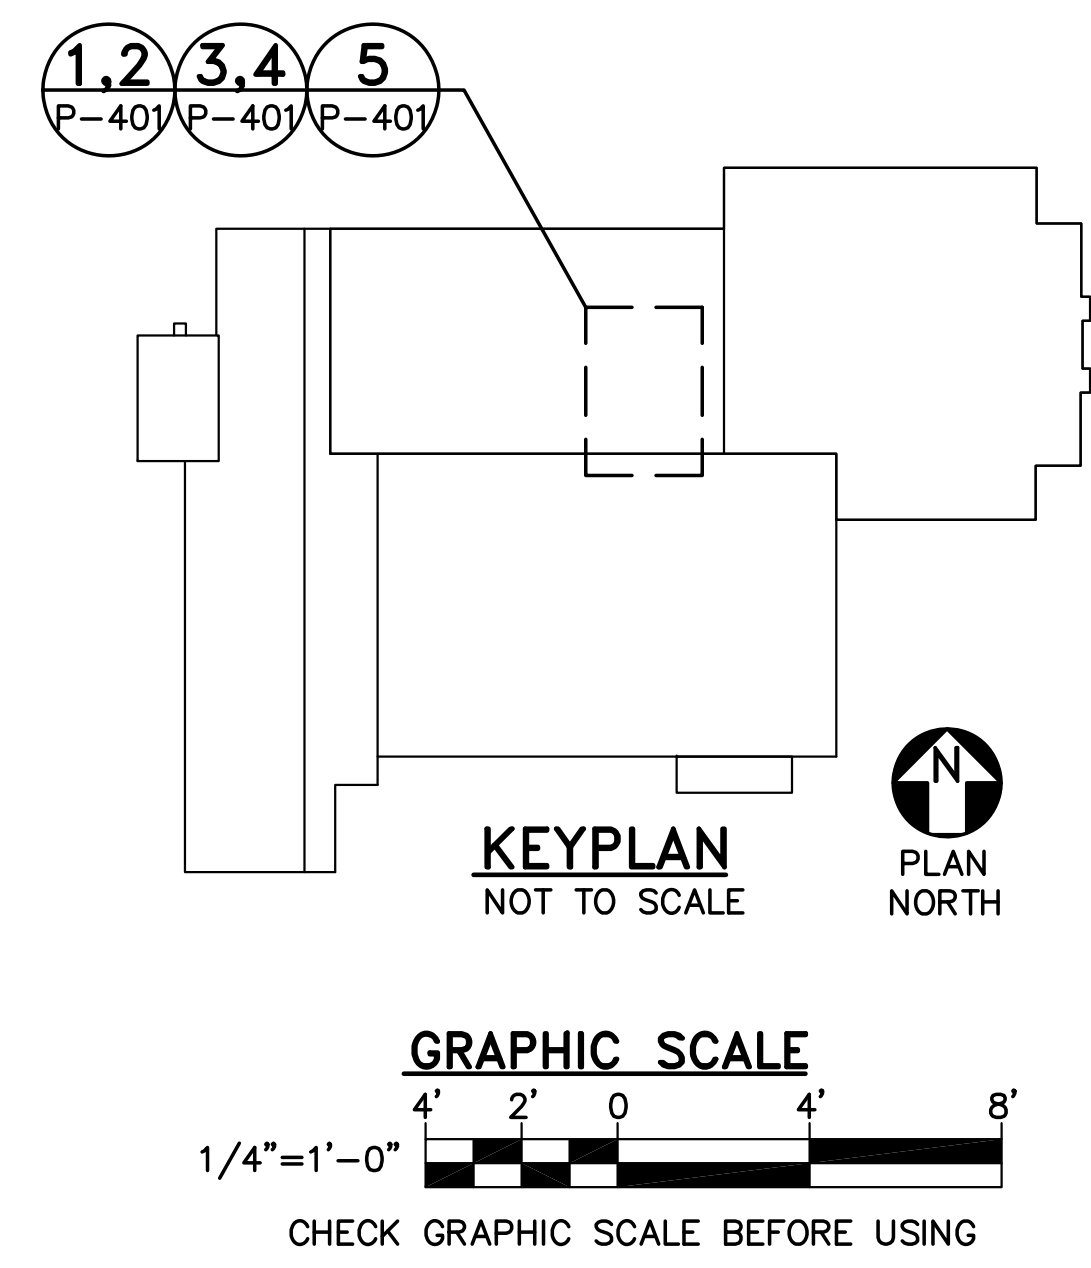 1,2 3,4 5
P-401 P-401 P-401
N
PLAN
NORTH
KEYPLAN
NOT TO SCALE
GRAPHIC SCALE
4' 2' 0 4' 8'
1/4"=1'-0"
CHECK GRAPHIC SCALE BEFORE USING